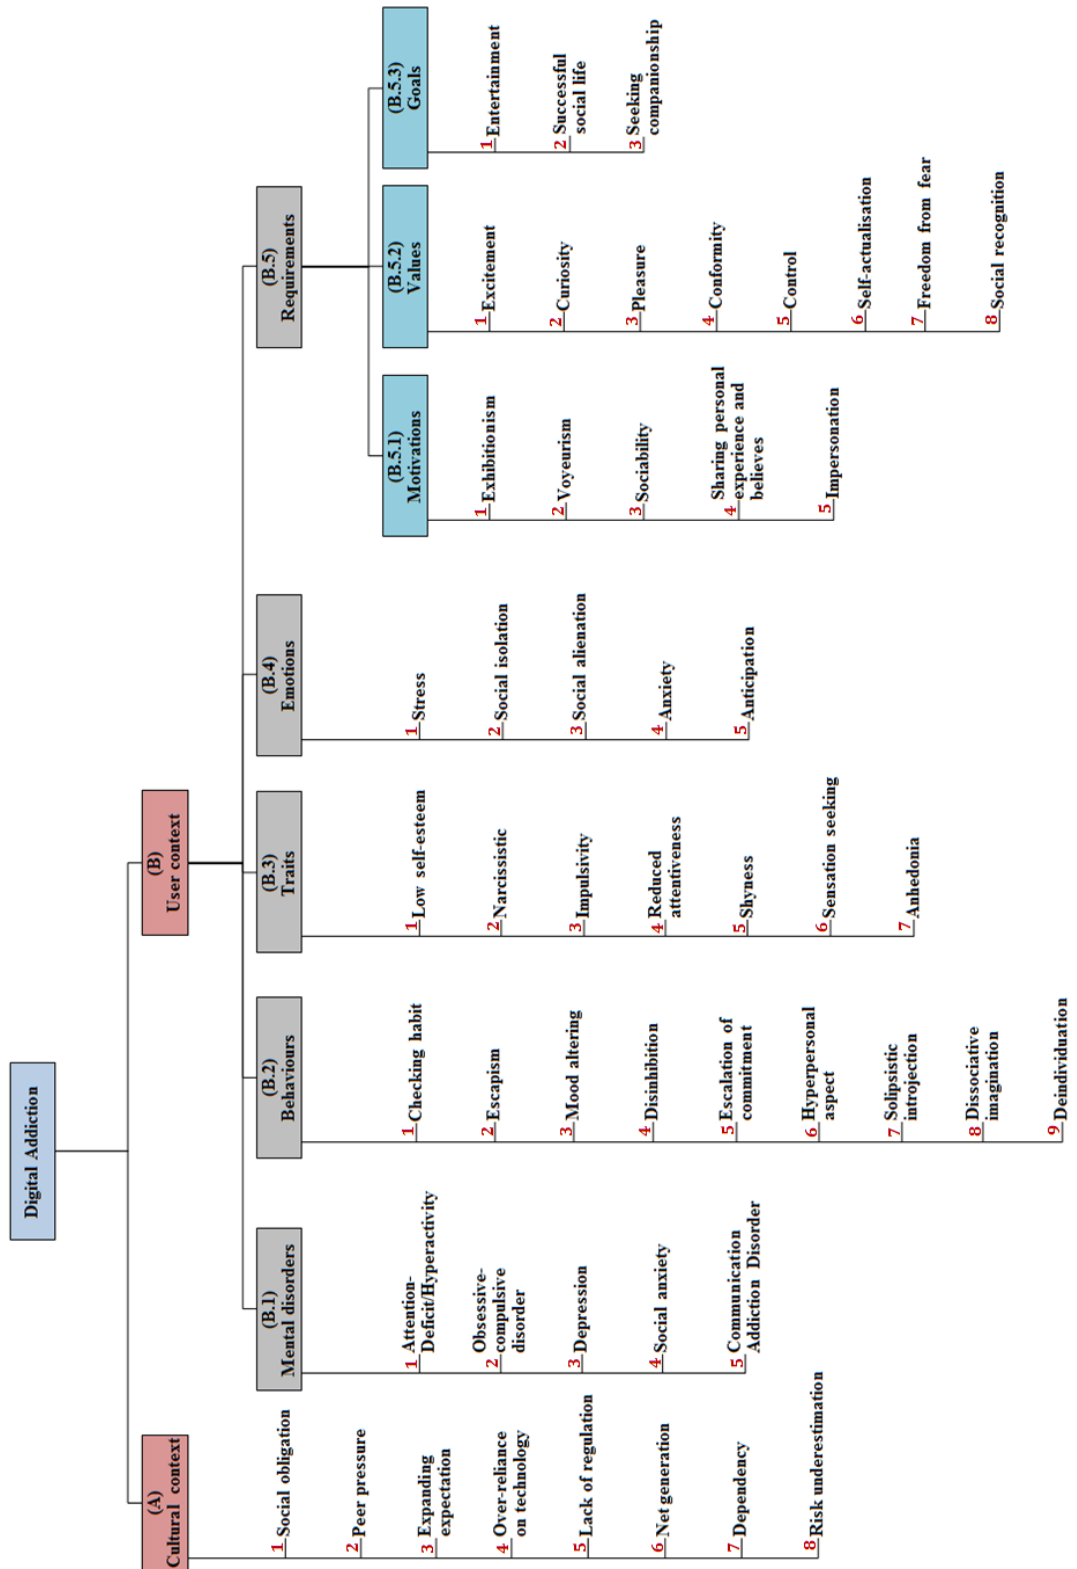 Digital Addiction
(A)
Cultural context
1 Social obligation
2 Peer pressure
3 Expanding
expectation
4 Over-reliance
on technology
5 Lack of regulation
6 Net generation
7 Dependency
8 Risk underestimation
(B)
User context
(B.1)
Mental disorders
1 Attention-
Deficit/Hyperactivity
2 Obsessive-
compulsive
disorder
3 Depression
4 Social anxiety
5 Communication
Addiction Disorder
(B.2)
Behaviours
1 Checking habit
2 Escapism
3 Mood altering
4 Disinhibition
5 Escalation of
commitment
6 Hyperpersonal
aspect
7 Solipsistic
introjection
8 Dissociative
imagination
9 Deindividuation
(B.3)
Traits
1 Low self-esteem
2 Narcissistic
3 Impulsivity
4 Reduced
attentiveness
5 Shyness
6 Sensation seeking
7 Anhedonia
(B.4)
Emotions
1 Stress
2 Social isolation
3 Social alienation
4 Anxiety
5 Anticipation
(B.5)
Requirements
(B.5.1)
Motivations
1 Exhibitionism
2 Voyeurism
3 Sociability
4 Sharing personal
experience and
believes
5 Impersonation
(B.5.2)
Values
1 Excitement
2 Curiosity
3 Pleasure
4 Conformity
5 Control
6 Self-actualisation
7 Freedom from fear
8 Social recognition
(B.5.3)
Goals
1 Entertainment
2 Successful
social life
3 Seeking
companionship